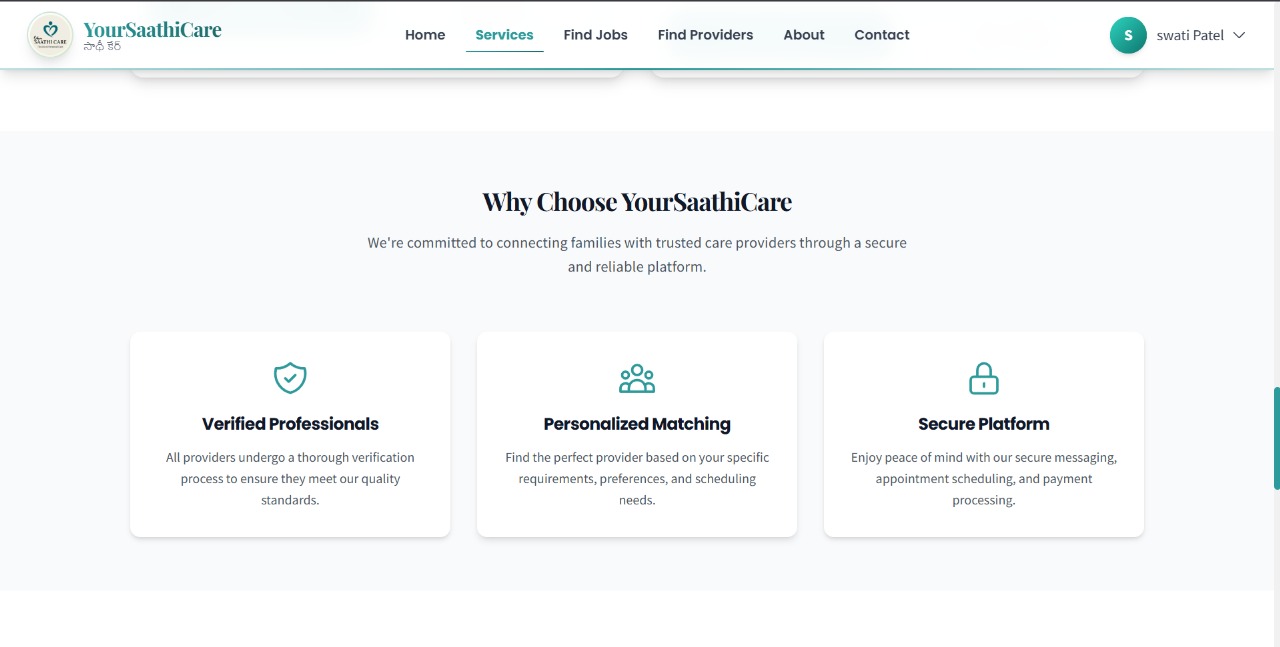 YourSaathiCare
సాథీ కేర్
SAATHI CARE
Home
Services
Find Jobs
Find Providers
About
Contact
S
swati Patel
Why Choose YourSaathiCare
We're committed to connecting families with trusted care providers through a secure
and reliable platform.
Verified Professionals
All providers undergo a thorough verification
process to ensure they meet our quality
standards.
Personalized Matching
Find the perfect provider based on your specific
requirements, preferences, and scheduling
needs.
Secure Platform
Enjoy peace of mind with our secure messaging,
appointment scheduling, and payment
processing.